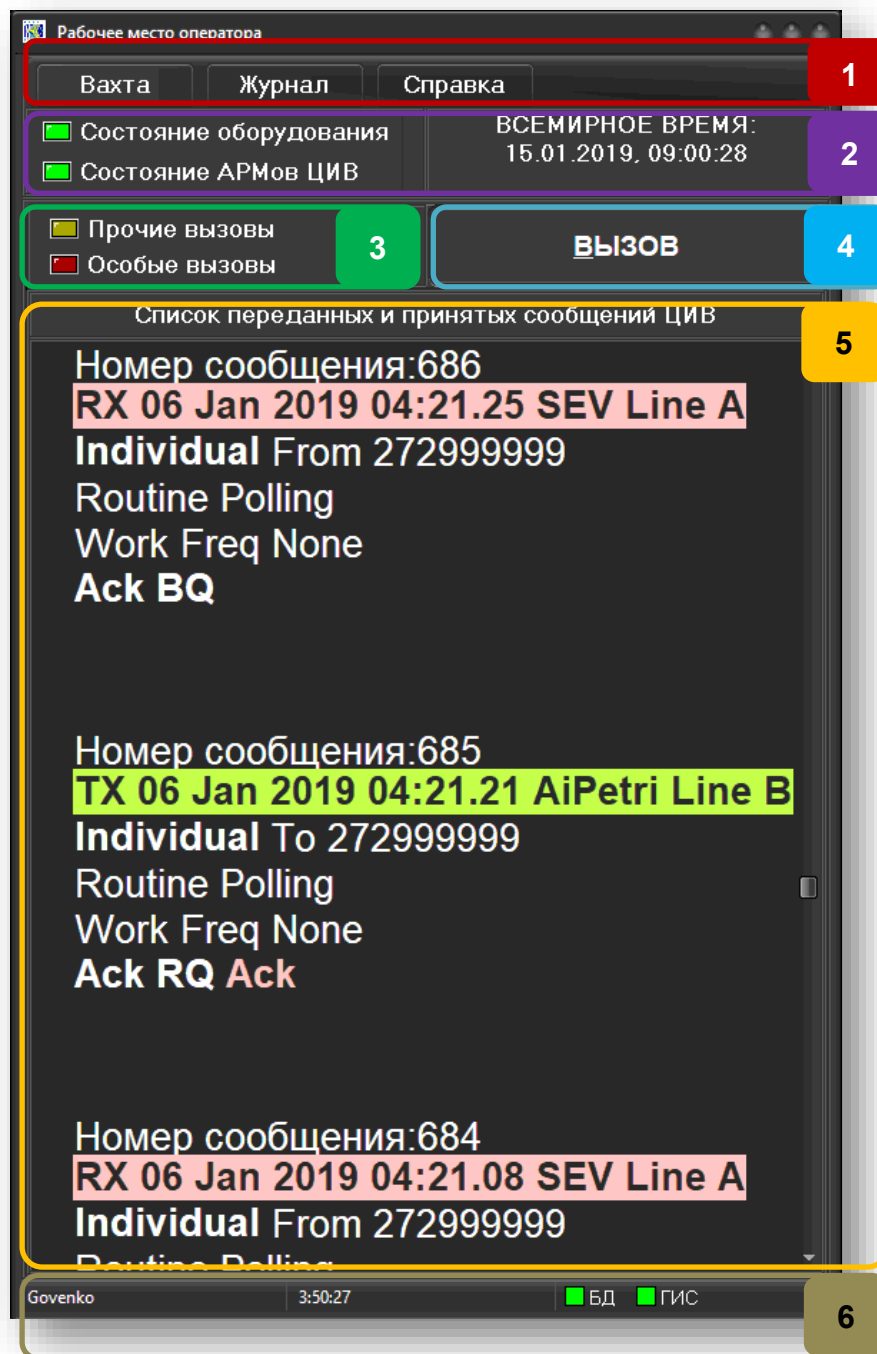 Рабочее место оператора
Вахта Журнал Справка
1
Состояние оборудования
Состояние АРМов ЦИВ
ВСЕМИРНОЕ ВРЕМЯ:
15.01.2019, 09:00:28
2
Прочие вызовы
Особые вызовы
3
ВЫЗОВ
4
Список переданных и принятых сообщений ЦИВ
5
Номер сообщения:686
RX 06 Jan 2019 04:21.25 SEV Line A
Individual From 272999999
Routine Polling
Work Freq None
Ack BQ
Номер сообщения:685
TX 06 Jan 2019 04:21.21 AiPetri Line B
Individual To 272999999
Routine Polling
Work Freq None
Ack RQ Ack
Номер сообщения:684
RX 06 Jan 2019 04:21.08 SEV Line A
Individual From 272999999
Routine Polling
Govenko 3:50:27 БД ГИС
6